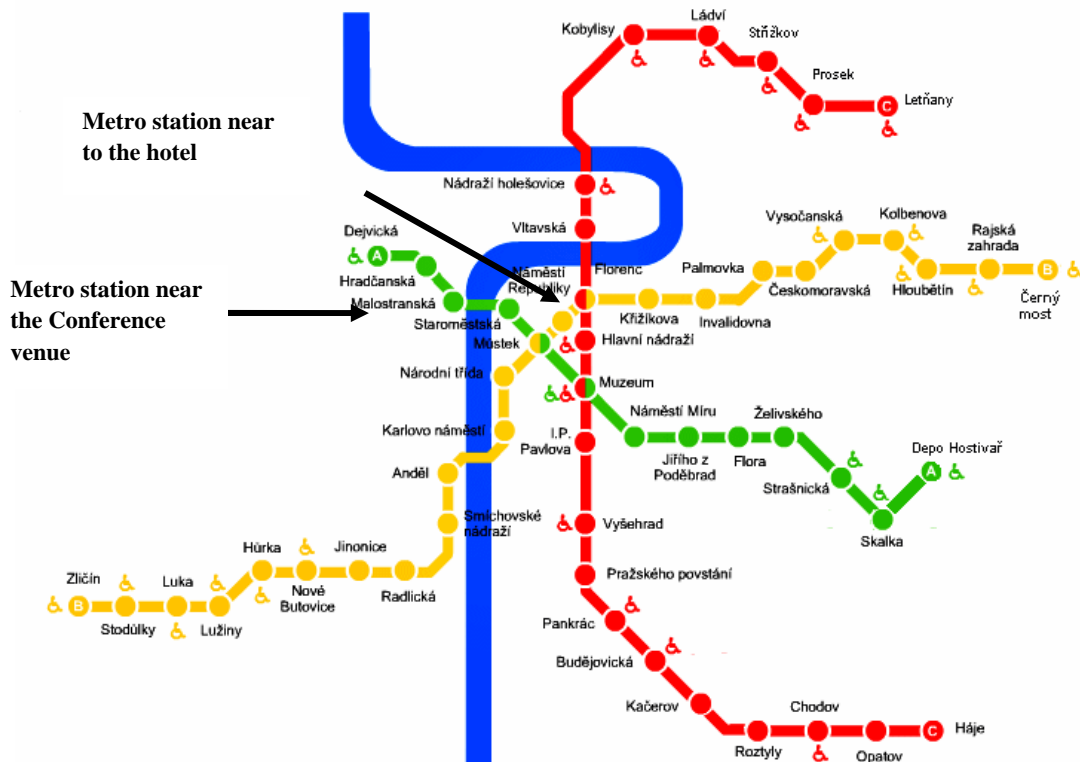 Kobylisy
Ládví
Střížkov
Prosek
Letňany
C
Metro station near
to the hotel
Nádraží holešovice
Vltavská
Dejvická
A
Hradčanská
Malostranská
Staroměstská
Náměstí
Republiky
Florenc
Můstek
Metro station near
the Conference
venue
Palmovka
Vysočanská
Kolbenova
Rajská
zahrada
B
Křižíkova
Invalidovna
Českomoravská
Hloubětín
Černý
most
Hlavní nádraží
Muzeum
Národní třída
Karlovo náměstí
Anděl
Smíchovské
nádraží
I.P.
Pavlova
Náměstí Míru
Jiřího z
Poděbrad
Flora
Želivského
Strašnická
Skalka
Depo Hostivař
A
Zličín
B
Stodůlky
Luka
Lužiny
Hůrka
Nové
Butovice
Jinonice
Radlická
Vyšehrad
Pražského povstání
Pankrác
Budějovická
Kačerov
Roztyly
Chodov
Opatov
C
Háje